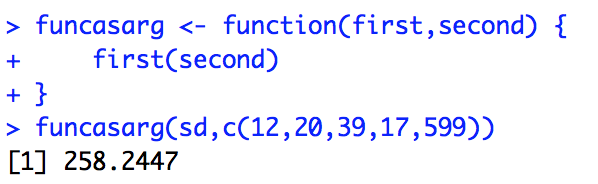 > funcasarg <- function(first,second) {
+     first(second)
+ }
> funcasarg(sd,c(12,20,39,17,599))
[1] 258.2447